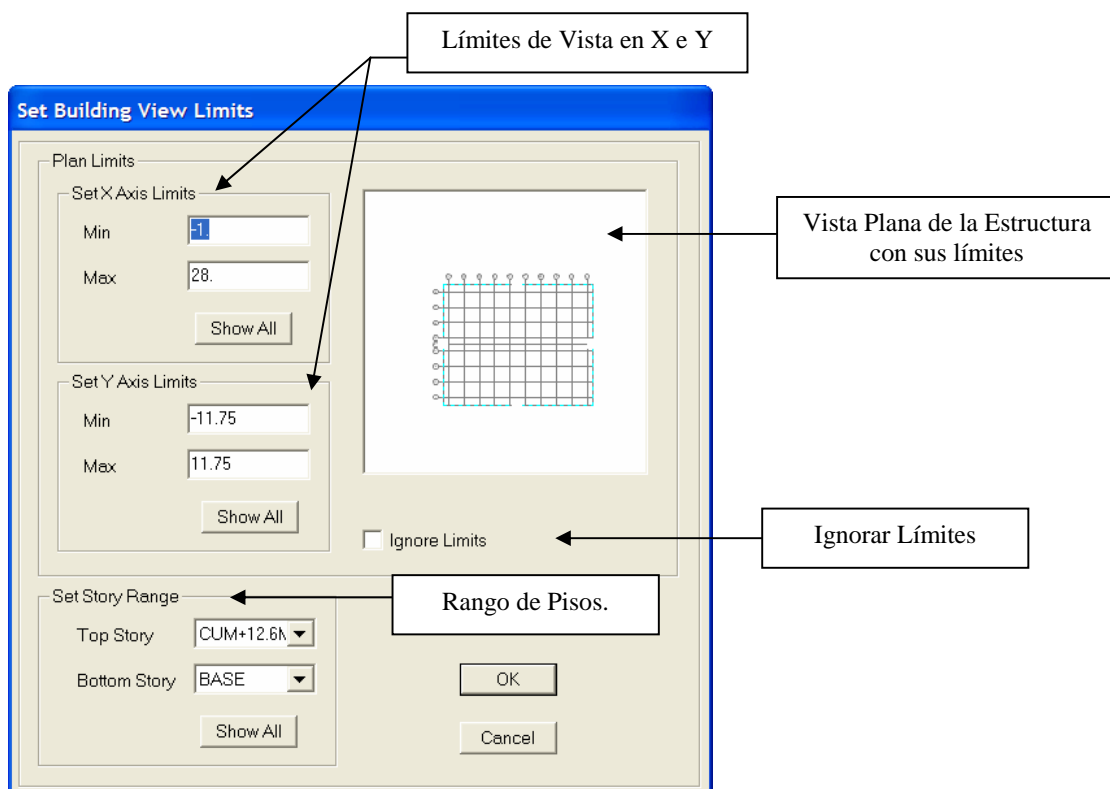 Límites de Vista en X e Y
Set Building View Limits
Plan Limits
Set X Axis Limits
Min
-1.
Max
28.
Show All
Vista Plana de la Estructura
con sus límites
Set Y Axis Limits
Min
-11.75
Max
11.75
Show All
Ignore Limits
Ignorar Límites
Set Story Range
Rango de Pisos.
Top Story
CUM+12.6
Bottom Story
BASE
Show All
OK
Cancel